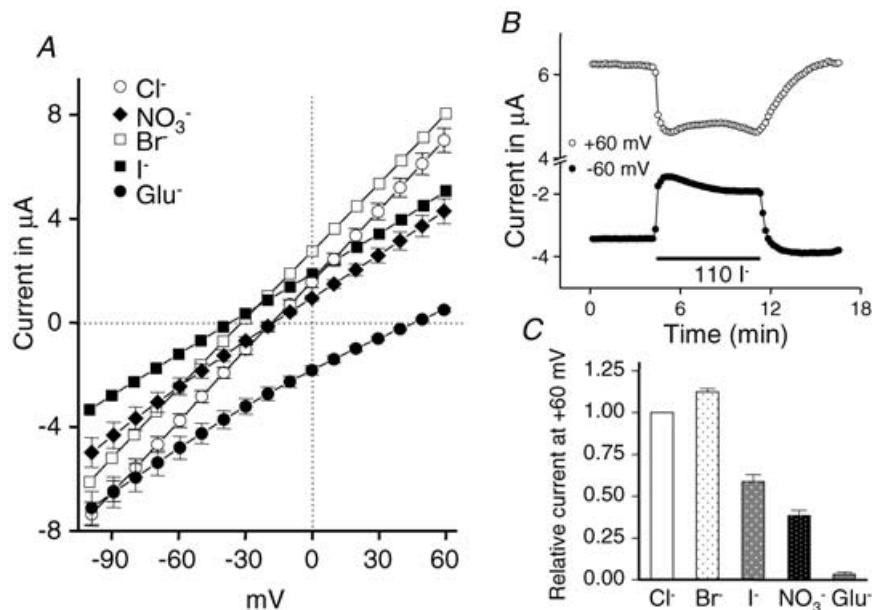 A
Cl⁻
NO₃⁻
Br⁻
I⁻
Glu⁻
Current in µA
8
4
0
-4
-8
-90
-60
-30
0
30
60
mV
B
Current in µA
6
4
-2
-4
+60 mV
-60 mV
110 I⁻
0
6
12
18
Time (min)
C
Relative current at +60 mV
1.25
1.00
0.75
0.50
0.25
0.00
Cl⁻ Br⁻ I⁻ NO₃⁻ Glu⁻